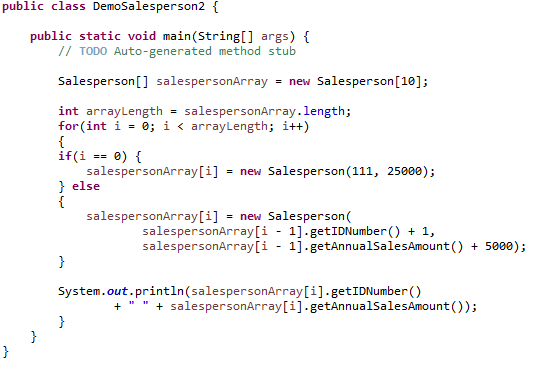 public class DemoSalesperson2 {
public static void main(String[] args) {
// TODO Auto-generated method stub
Salesperson[] salespersonArray = new Salesperson[10];
int arrayLength = salespersonArray.length;
for(int i = 0; i < arrayLength; i++)
{
if(i == 0) {
salespersonArray[i] = new Salesperson(111, 25000);
} else
{
salespersonArray[i] = new Salesperson(
salespersonArray[i - 1].getIDNumber() + 1,
salespersonArray[i - 1].getAnnualSalesAmount() + 5000);
}
System.out.println(salespersonArray[i].getIDNumber()
+ " " + salespersonArray[i].getAnnualSalesAmount());
}
}
}